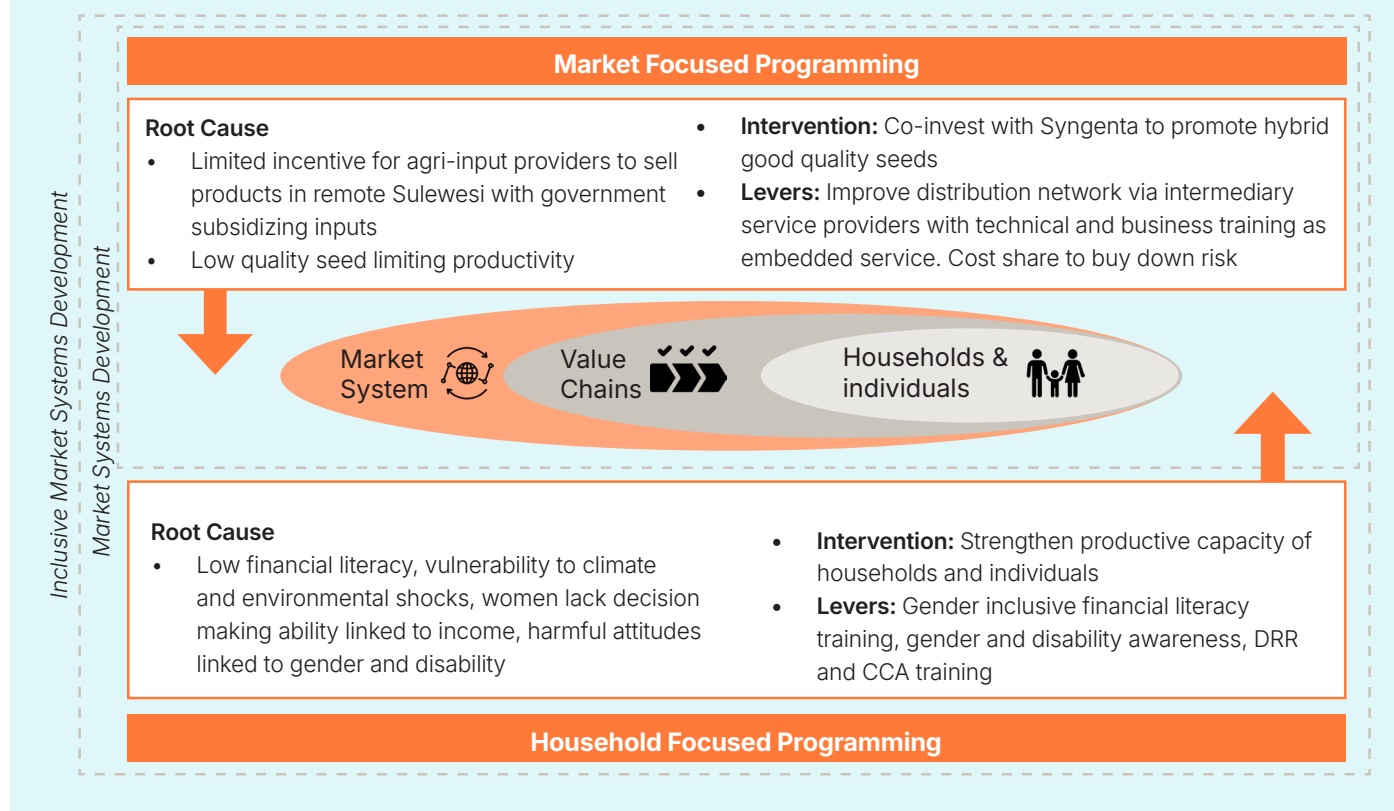 Market Focused Programming
Root Cause
• Limited incentive for agri-input providers to sell
products in remote Sulewesi with government
subsidizing inputs
• Low quality seed limiting productivity
• Intervention: Co-invest with Syngenta to promote hybrid
good quality seeds
• Levers: Improve distribution network via intermediary
service providers with technical and business training as
embedded service. Cost share to buy down risk
Inclusive Market Systems Development
Market Systems Development
Market
System
Value
Chains
Households &
individuals
Root Cause
• Low financial literacy, vulnerability to climate
and environmental shocks, women lack decision
making ability linked to income, harmful attitudes
linked to gender and disability
• Intervention: Strengthen productive capacity of
households and individuals
• Levers: Gender inclusive financial literacy
training, gender and disability awareness, DRR
and CCA training
Household Focused Programming